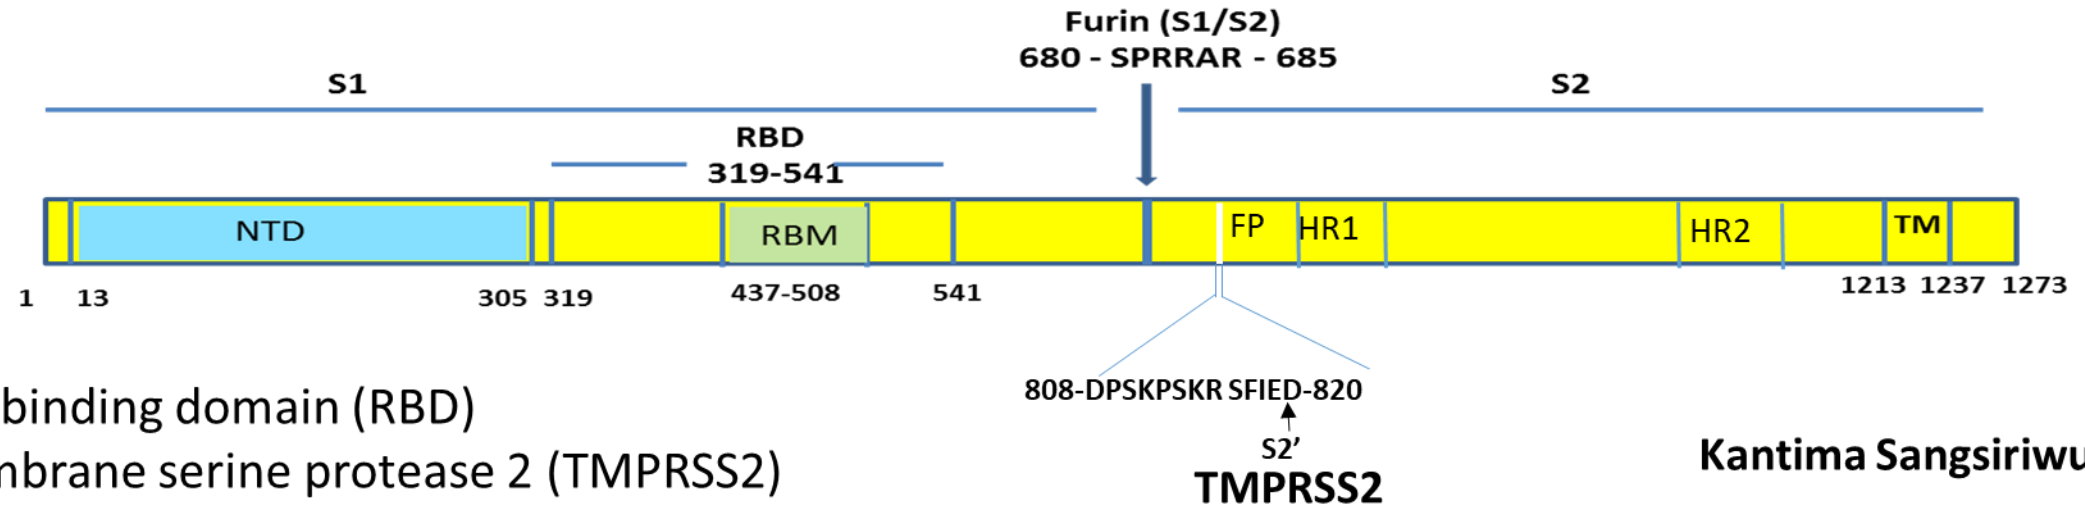 Furin (S1/S2)
680 - SPRRAR - 685
S1
S2
RBD
319-541
NTD
RBM
FP
HR1
HR2
TM
1
13
305
319
437-508
541
1213
1237
1273
808-DPSKPSKR SFIED-820
S2’
TMPRSS2
binding domain (RBD)
mbrane serine protease 2 (TMPRSS2)
Kantima Sangsiriwu